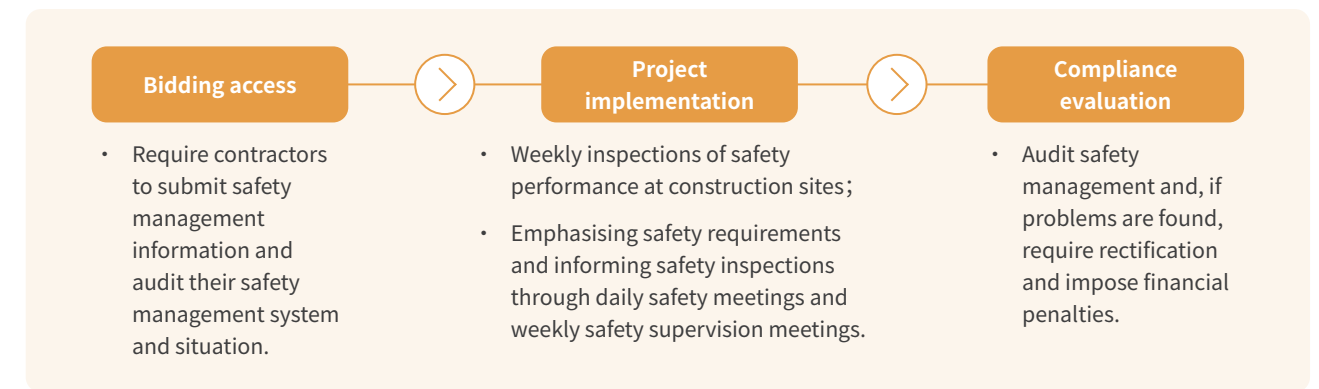 Bidding access
• Require contractors
to submit safety
management
information and
audit their safety
management system
and situation.
Project
implementation
• Weekly inspections of safety
performance at construction sites；
• Emphasising safety requirements
and informing safety inspections
through daily safety meetings and
weekly safety supervision meetings.
Compliance
evaluation
• Audit safety
management and, if
problems are found,
require rectification
and impose financial
penalties.